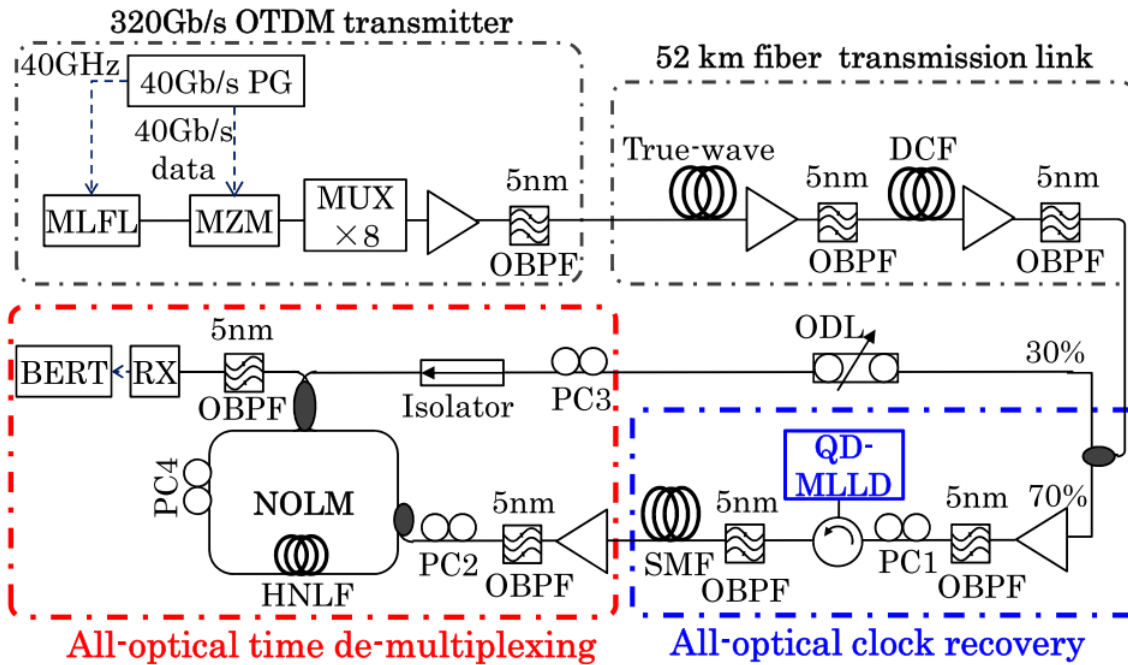 320Gb/s OTDM transmitter
40GHz
40Gb/s PG
40Gb/s
data
MLFL
MZM
MUX
×8
5nm
OBPF
52 km fiber transmission link
True-wave
5nm
OBPF
DCF
5nm
OBPF
BERT
RX
5nm
OBPF
Isolator
PC3
ODL
30%
PC4
NOLM
HNLF
PC2
5nm
OBPF
All-optical time de-multiplexing
QD-
MLLD
70%
SMF
5nm
OBPF
PC1
5nm
OBPF
All-optical clock recovery